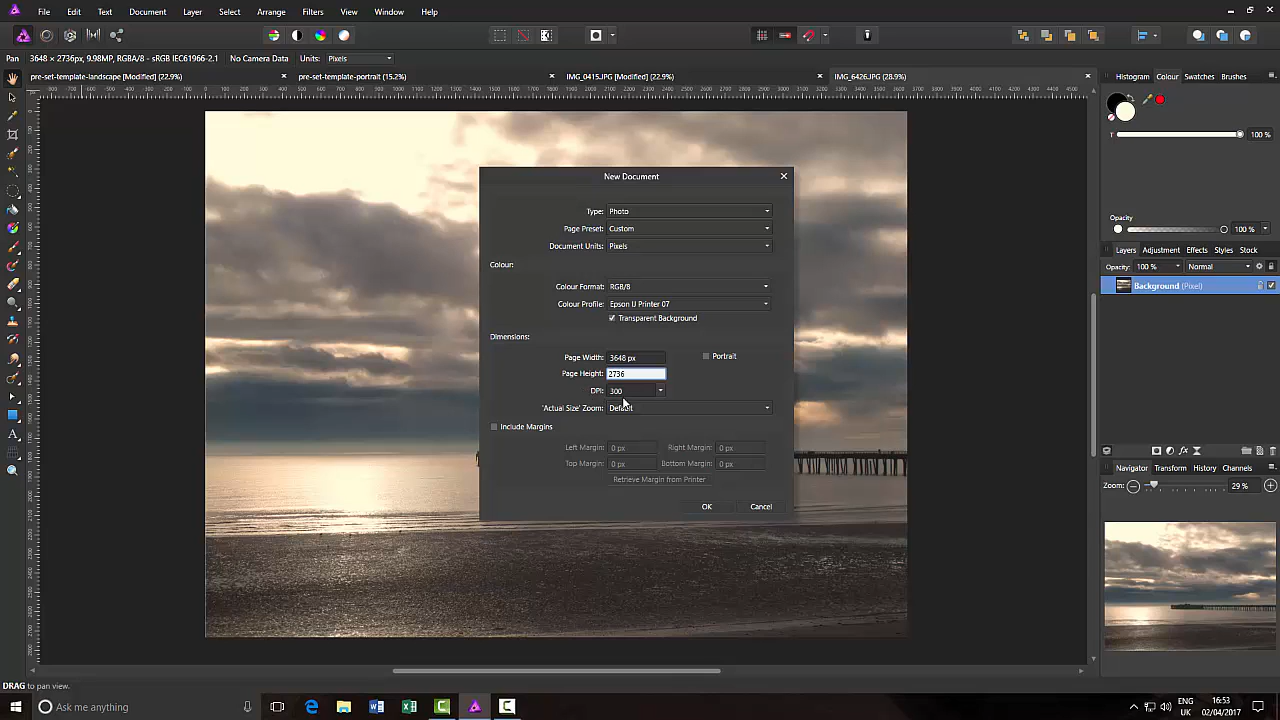 File Edit Text Document Layer Select Arrange Filters View Window Help
Pan 3648 × 2736px, 9.98MP, RGBA/8 - sRGB IEC61966-2.1 No Camera Data Units: Pixels
pre-set-template-landscape [Modified] (22.9%) pre-set-template-portrait (15.2%) IMG_0415.JPG [Modified] (22.9%) IMG_6426.JPG (28.9%)
Histogram Colour Swatches Brushes
100 %
Opacity
100 %
Layers Adjustment Effects Styles Stock
Opacity: 100 % Normal
Background (Pixel)
New Document
Type: Photo
Page Preset: Custom
Document Units: Pixels
Colour:
Colour Format: RGB/8
Colour Profile: Epson IJ Printer 07
Transparent Background
Dimensions:
Page Width: 3648 px Portrait
Page Height: 2736
DPI: 300
'Actual Size' Zoom: Default
Include Margins
Left Margin: 0 px Right Margin: 0 px
Top Margin: 0 px Bottom Margin: 0 px
Retrieve Margin from Printer
OK Cancel
Navigator Transform History Channels
Zoom: 29 %
DRAG to pan view.
Ask me anything
ENG
UK
16:53
02/04/2017